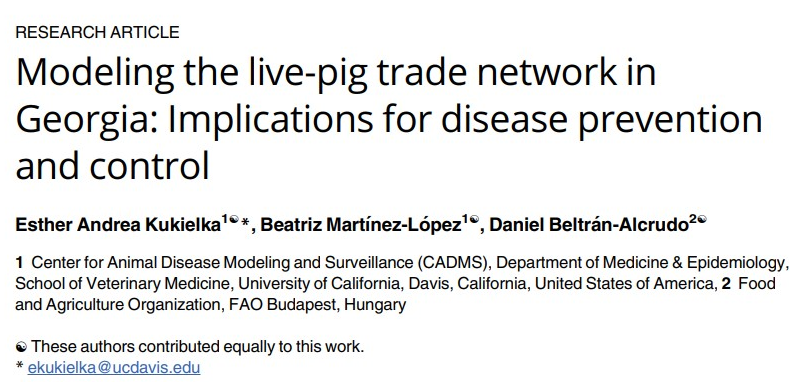 RESEARCH ARTICLE
Modeling the live-pig trade network in
Georgia: Implications for disease prevention
and control
Esther Andrea Kukielka1☯*, Beatriz Martínez-López1☯, Daniel Beltrán-Alcrudo2☯
1 Center for Animal Disease Modeling and Surveillance (CADMS), Department of Medicine & Epidemiology,
School of Veterinary Medicine, University of California, Davis, California, United States of America, 2 Food
and Agriculture Organization, FAO Budapest, Hungary
☯ These authors contributed equally to this work.
* ekukielka@ucdavis.edu